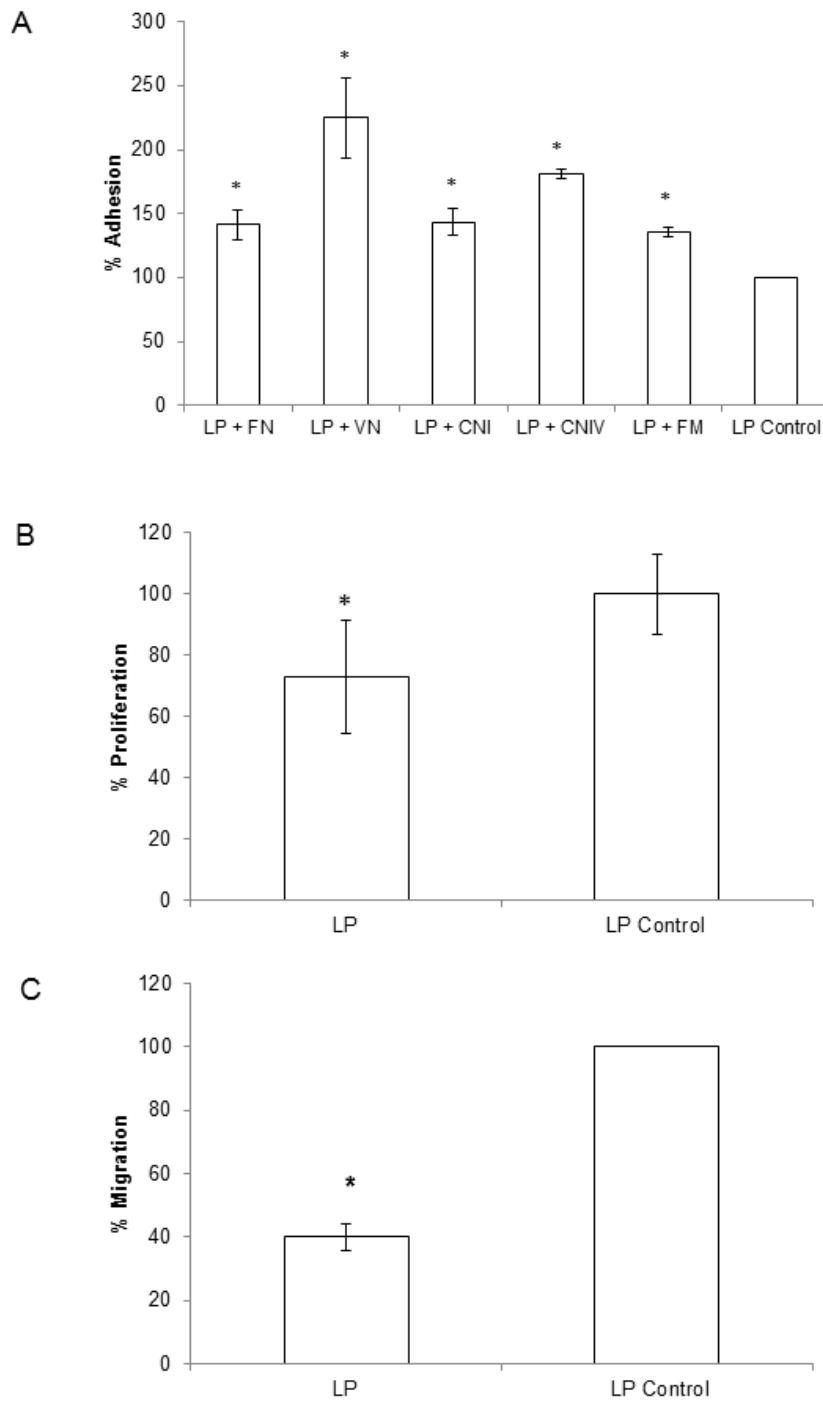 A
300
250
200
150
100
50
0
% Adhesion
* * * * *
LP + FN LP + VN LP + CNI LP + CNIV LP + FM LP Control
B
120
100
80
60
40
20
0
% Proliferation
*
LP LP Control
C
120
100
80
60
40
20
0
% Migration
*
LP LP Control